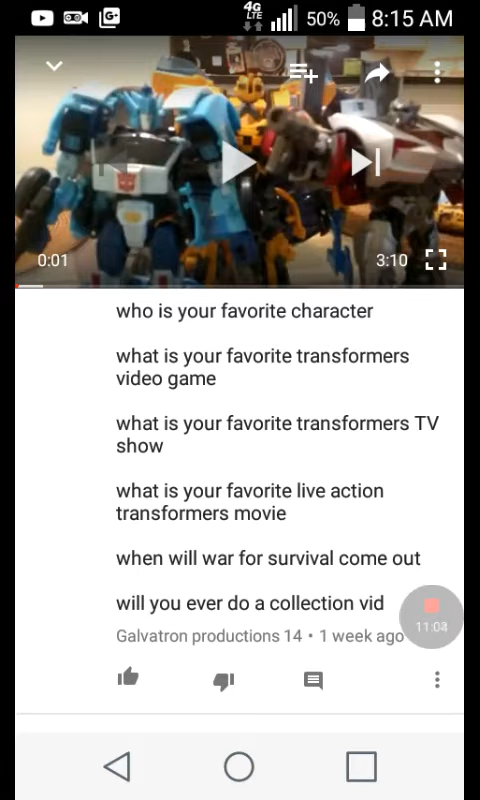 4G
LTE
50%
8:15 AM
G+
0:01
3:10
who is your favorite character
what is your favorite transformers
video game
what is your favorite transformers TV
show
what is your favorite live action
transformers movie
when will war for survival come out
will you ever do a collection vid
Galvatron productions 14 • 1 week ago